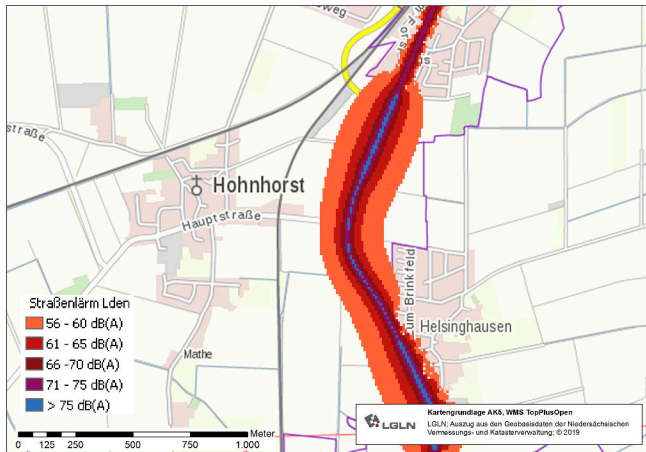 Hohnhorst
Hauptstraße
straße
um Brinkfeld
Helsinghausen
Mathe
Straßenlärm Lden
56 - 60 dB(A)
61 - 65 dB(A)
66 -70 dB(A)
71 - 75 dB(A)
> 75 dB(A)
Meter
0 125 250 500 750 1.000
LGLN
Kartengrundlage AK5, WMS TopPlusOpen
LGLN; Auszug aus den Geobasisdaten der Niedersächsischen
Vermessungs- und Katasterverwaltung; © 2019